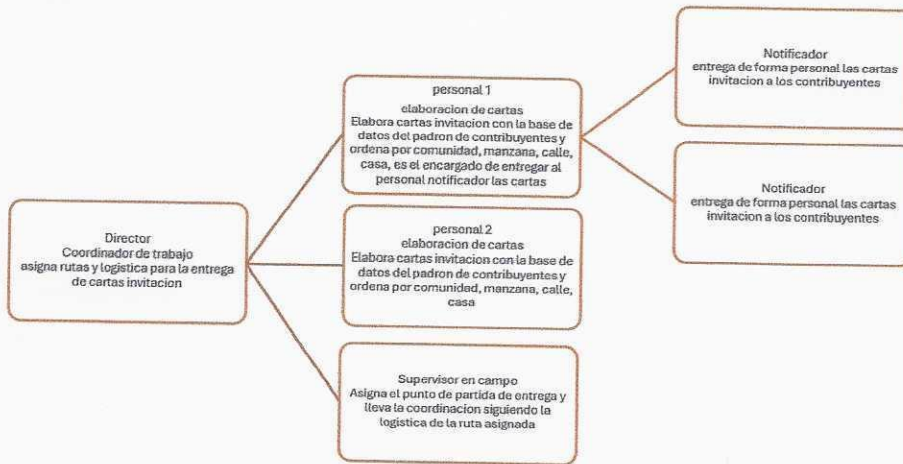 Director
Coordinador de trabajo
asigna rutas y logistica para la entrega
de cartas invitacion
personal 1
elaboracion de cartas
Elabora cartas invitacion con la base de
datos del padron de contribuyentes y
ordena por comunidad, manzana, calle,
casa, es el encargado de entregar al
personal notificador las cartas
personal 2
elaboracion de cartas
Elabora cartas invitacion con la base de
datos del padron de contribuyentes y
ordena por comunidad, manzana, calle,
casa
Supervisor en campo
Asigna el punto de partida de entrega y
lleva la coordinacion siguiendo la
logistica de la ruta asignada
Notificador
entrega de forma personal las cartas
invitacion a los contribuyentes
Notificador
entrega de forma personal las cartas
invitacion a los contribuyentes